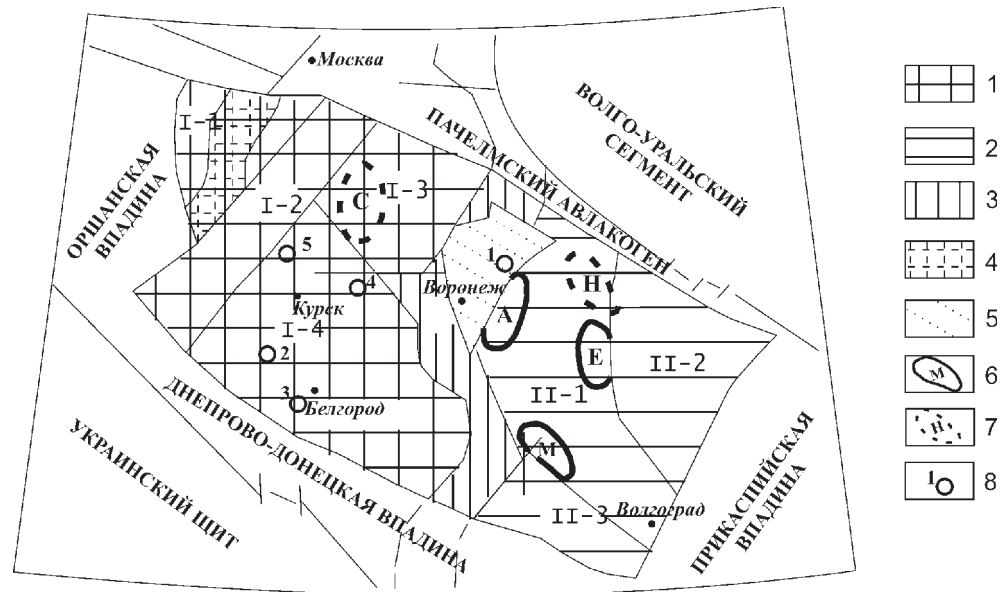 Москва
ВОЛГО-УРАЛЬСКИЙ
СЕГМЕНТ
ПАЧЕЛМСКИЙ АВЛАКОГЕН
ОРШАНСКАЯ
ВПАДИНА
I-1
I-2
I-3
С
5
4
Курск
I-4
2
3
Белгород
1
Воронеж
А
Н
Е
II-2
II-1
М
II-3
Волгоград
ДНЕПРОВО-ДОНЕЦКАЯ ВПАДИНА
УКРАИНСКИЙ ЩИТ
ПРИКАСПИЙСКАЯ
ВПАДИНА
1
2
3
4
5
М 6
Н 7
1 8